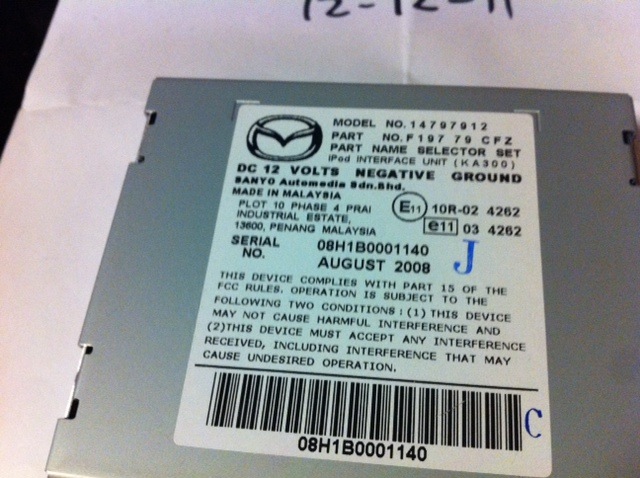 12-12-11
MODEL NO. 14797912
PART NO. F197 79 CFZ
PART NAME SELECTOR SET
iPod INTERFACE UNIT (KA300)
DC 12 VOLTS NEGATIVE GROUND
SANYO Automedia Sdn.Bhd.
MADE IN MALAYSIA
PLOT 10 PHASE 4 PRAI
INDUSTRIAL ESTATE,
13600, PENANG MALAYSIA
E11 10R-02 4262
e11 03 4262
SERIAL NO. 08H1B0001140
AUGUST 2008
J
THIS DEVICE COMPLIES WITH PART 15 OF THE
FCC RULES. OPERATION IS SUBJECT TO THE
FOLLOWING TWO CONDITIONS : (1) THIS DEVICE
MAY NOT CAUSE HARMFUL INTERFERENCE AND
(2)THIS DEVICE MUST ACCEPT ANY INTERFERENCE
RECEIVED, INCLUDING INTERFERENCE THAT MAY
CAUSE UNDESIRED OPERATION.
C
08H1B0001140